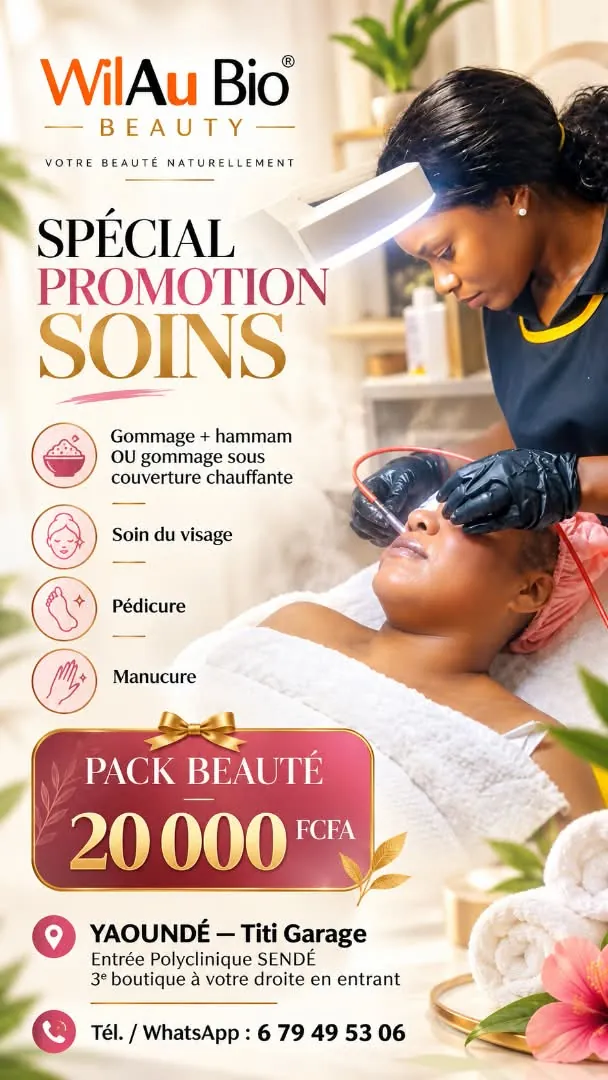 WilAu Bio®
BEAUTY
VOTRE BEAUTÉ NATURELLEMENT
SPÉCIAL
PROMOTION
SOINS
Gommage + hammam
OU gommage sous
couverture chauffante
Soin du visage
Pédicure
Manucure
PACK BEAUTÉ
20 000 FCFA
YAOUNDÉ — Titi Garage
Entrée Polyclinique SENDÉ
3e boutique à votre droite en entrant
Tél. / WhatsApp : 6 79 49 53 06